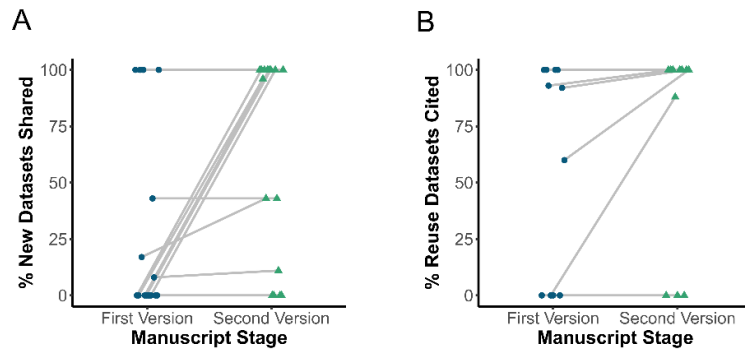 A
% New Datasets Shared
100
75
50
25
0
First Version
Second Version
Manuscript Stage
B
% Reuse Datasets Cited
100
75
50
25
0
First Version
Second Version
Manuscript Stage